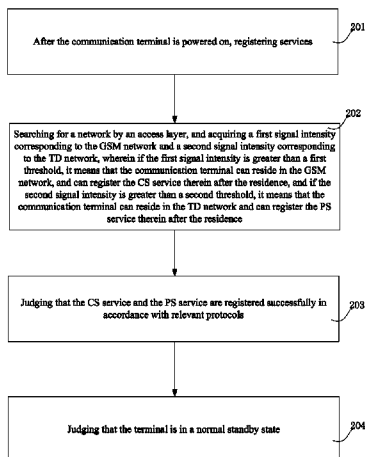 201
After the communication terminal is powered on, registering services
202
Searching for a network by an access layer, and acquiring a first signal intensity
corresponding to the GSM network and a second signal intensity corresponding
to the TD network, wherein if the first signal intensity is greater than a first
threshold, it means that the communication terminal can reside in the GSM
network, and can register the CS service therein after the residence, and if the
second signal intensity is greater than a second threshold, it means that the
communication terminal can reside in the TD network and can register the PS
service therein after the residence
Judging that the CS service and the PS service are registered successfully in
accordance with relevant protocols
203
Judging that the terminal is in a normal standby state
204